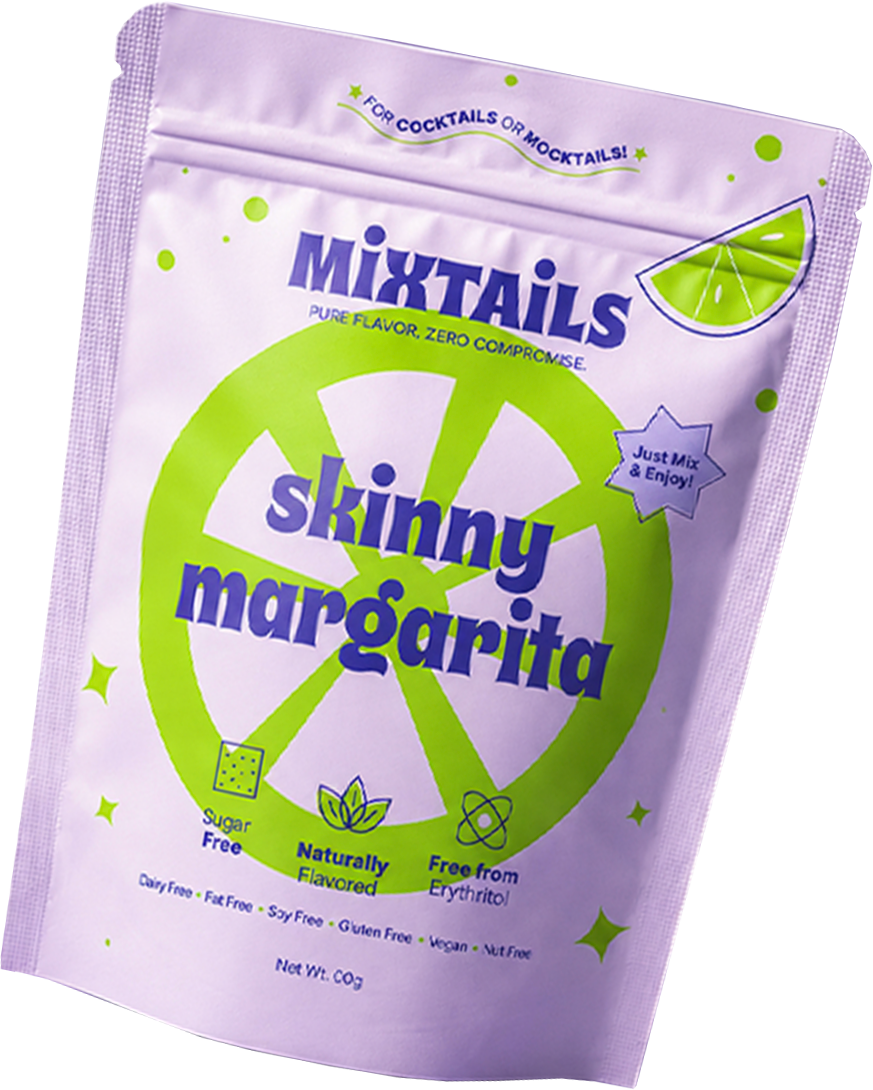 FOR COCKTAILS OR MOCKTAILS!
MiXTAiLS
PURE FLAVOR, ZERO COMPROMISE.
Just Mix
& Enjoy!
skinny
margarita
Sugar
Free
Naturally
Flavored
Free from
Erythritol
Dairy Free • Fat Free • Soy Free • Gluten Free • Vegan • Nut Free
Net Wt. 00g